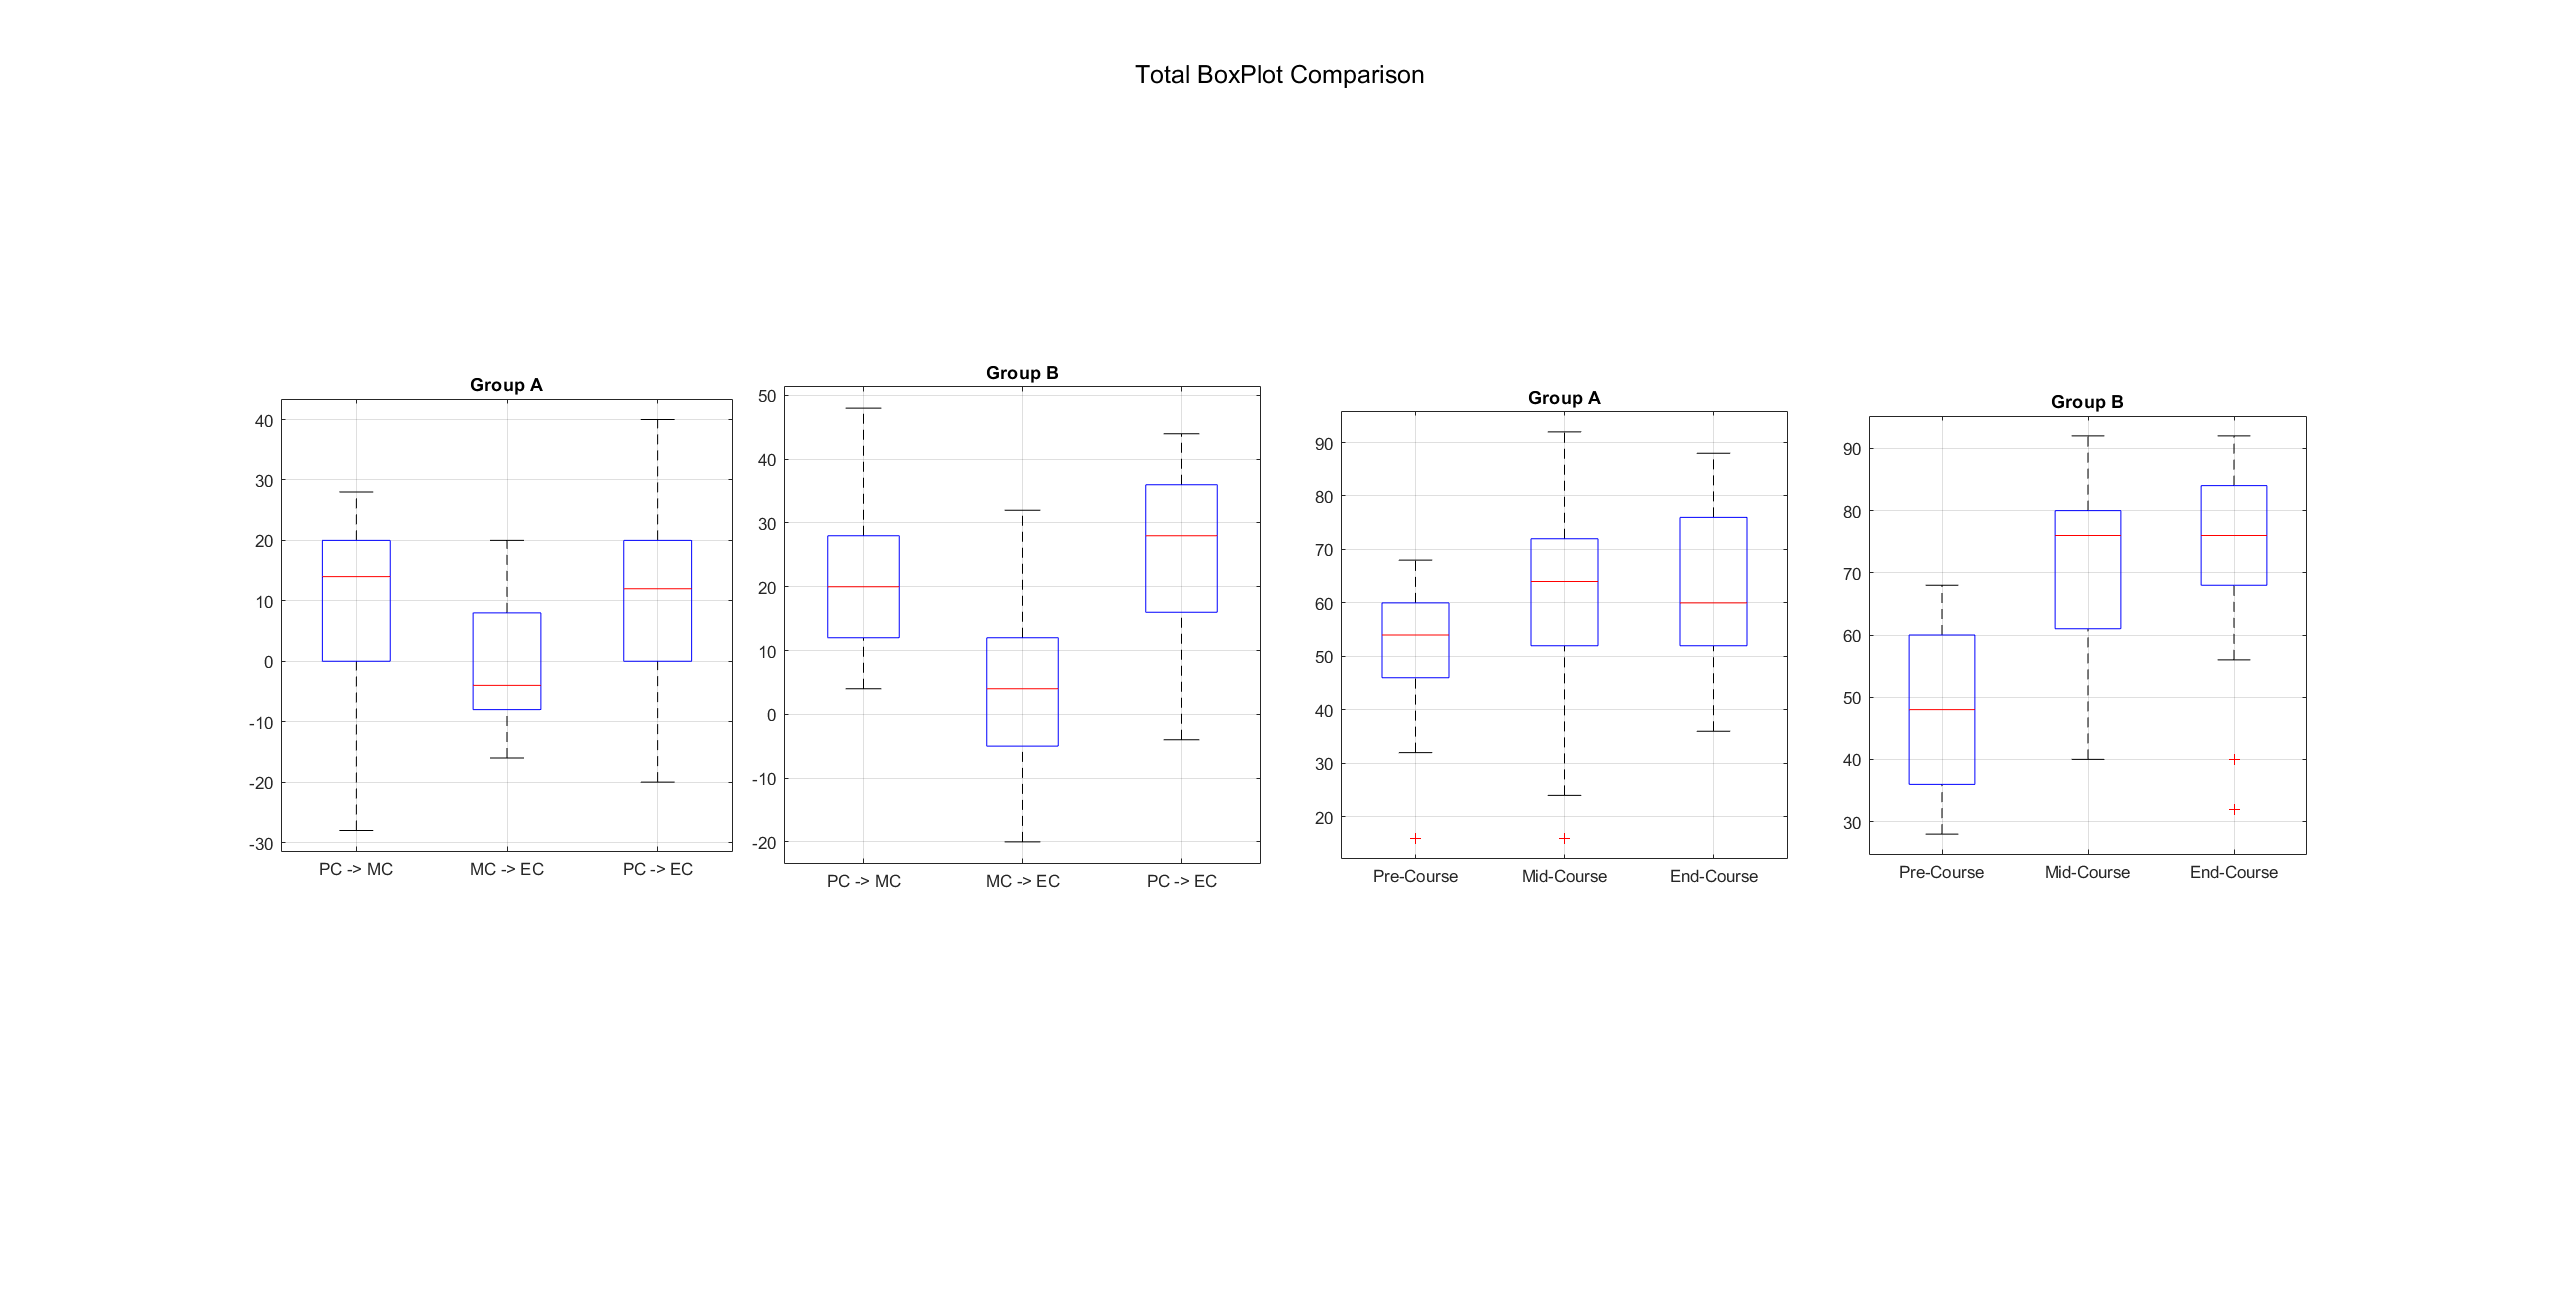 Total BoxPlot Comparison
Group A
40
30
20
10
0
-10
-20
-30
PC -> MC
MC -> EC
PC -> EC
Group B
50
40
30
20
10
0
-10
-20
PC -> MC
MC -> EC
PC -> EC
Group A
90
80
70
60
50
40
30
20
Pre-Course
Mid-Course
End-Course
Group B
90
80
70
60
50
40
30
Pre-Course
Mid-Course
End-Course